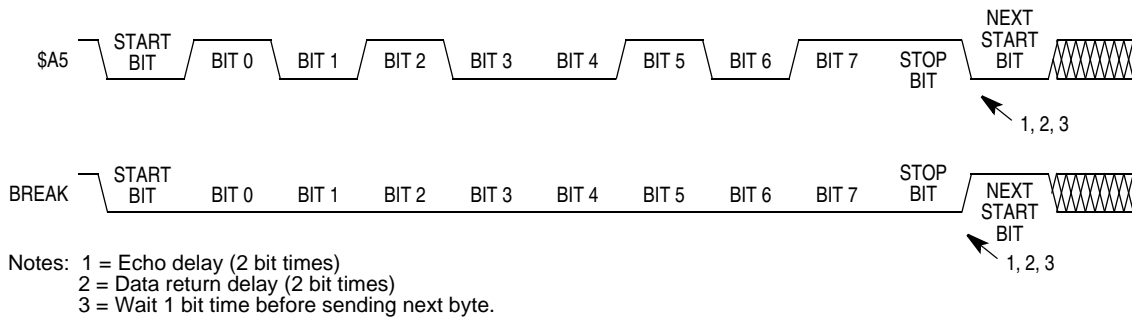 $A5 START BIT BIT 0 BIT 1 BIT 2 BIT 3 BIT 4 BIT 5 BIT 6 BIT 7 STOP BIT NEXT START BIT
1, 2, 3
BREAK START BIT BIT 0 BIT 1 BIT 2 BIT 3 BIT 4 BIT 5 BIT 6 BIT 7 STOP BIT NEXT START BIT
1, 2, 3
Notes: 1 = Echo delay (2 bit times)
2 = Data return delay (2 bit times)
3 = Wait 1 bit time before sending next byte.